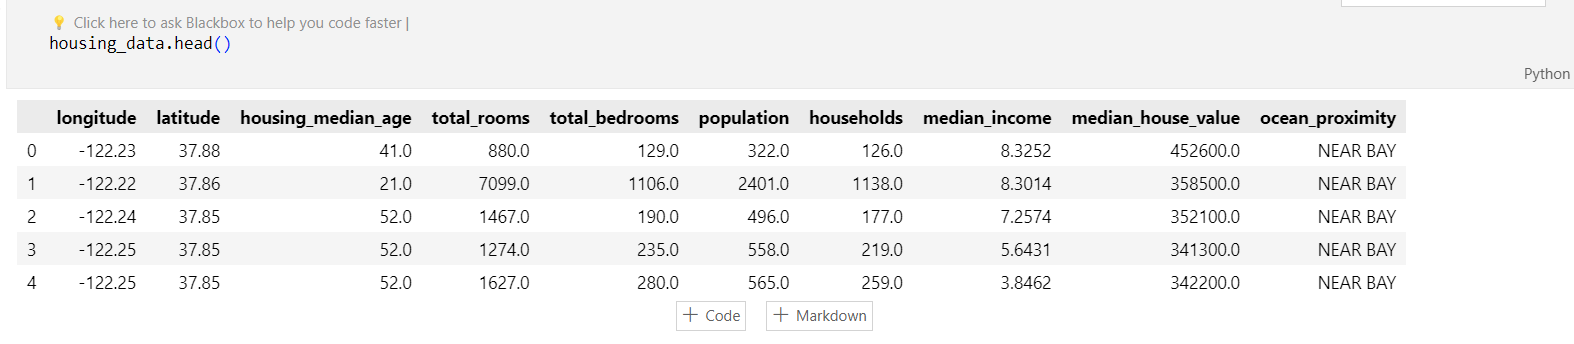 💡 Click here to ask Blackbox to help you code faster |
housing_data.head()
Python
longitude latitude housing_median_age total_rooms total_bedrooms population households median_income median_house_value ocean_proximity
0 -122.23 37.88 41.0 880.0 129.0 322.0 126.0 8.3252 452600.0 NEAR BAY
1 -122.22 37.86 21.0 7099.0 1106.0 2401.0 1138.0 8.3014 358500.0 NEAR BAY
2 -122.24 37.85 52.0 1467.0 190.0 496.0 177.0 7.2574 352100.0 NEAR BAY
3 -122.25 37.85 52.0 1274.0 235.0 558.0 219.0 5.6431 341300.0 NEAR BAY
4 -122.25 37.85 52.0 1627.0 280.0 565.0 259.0 3.8462 342200.0 NEAR BAY
+ Code + Markdown